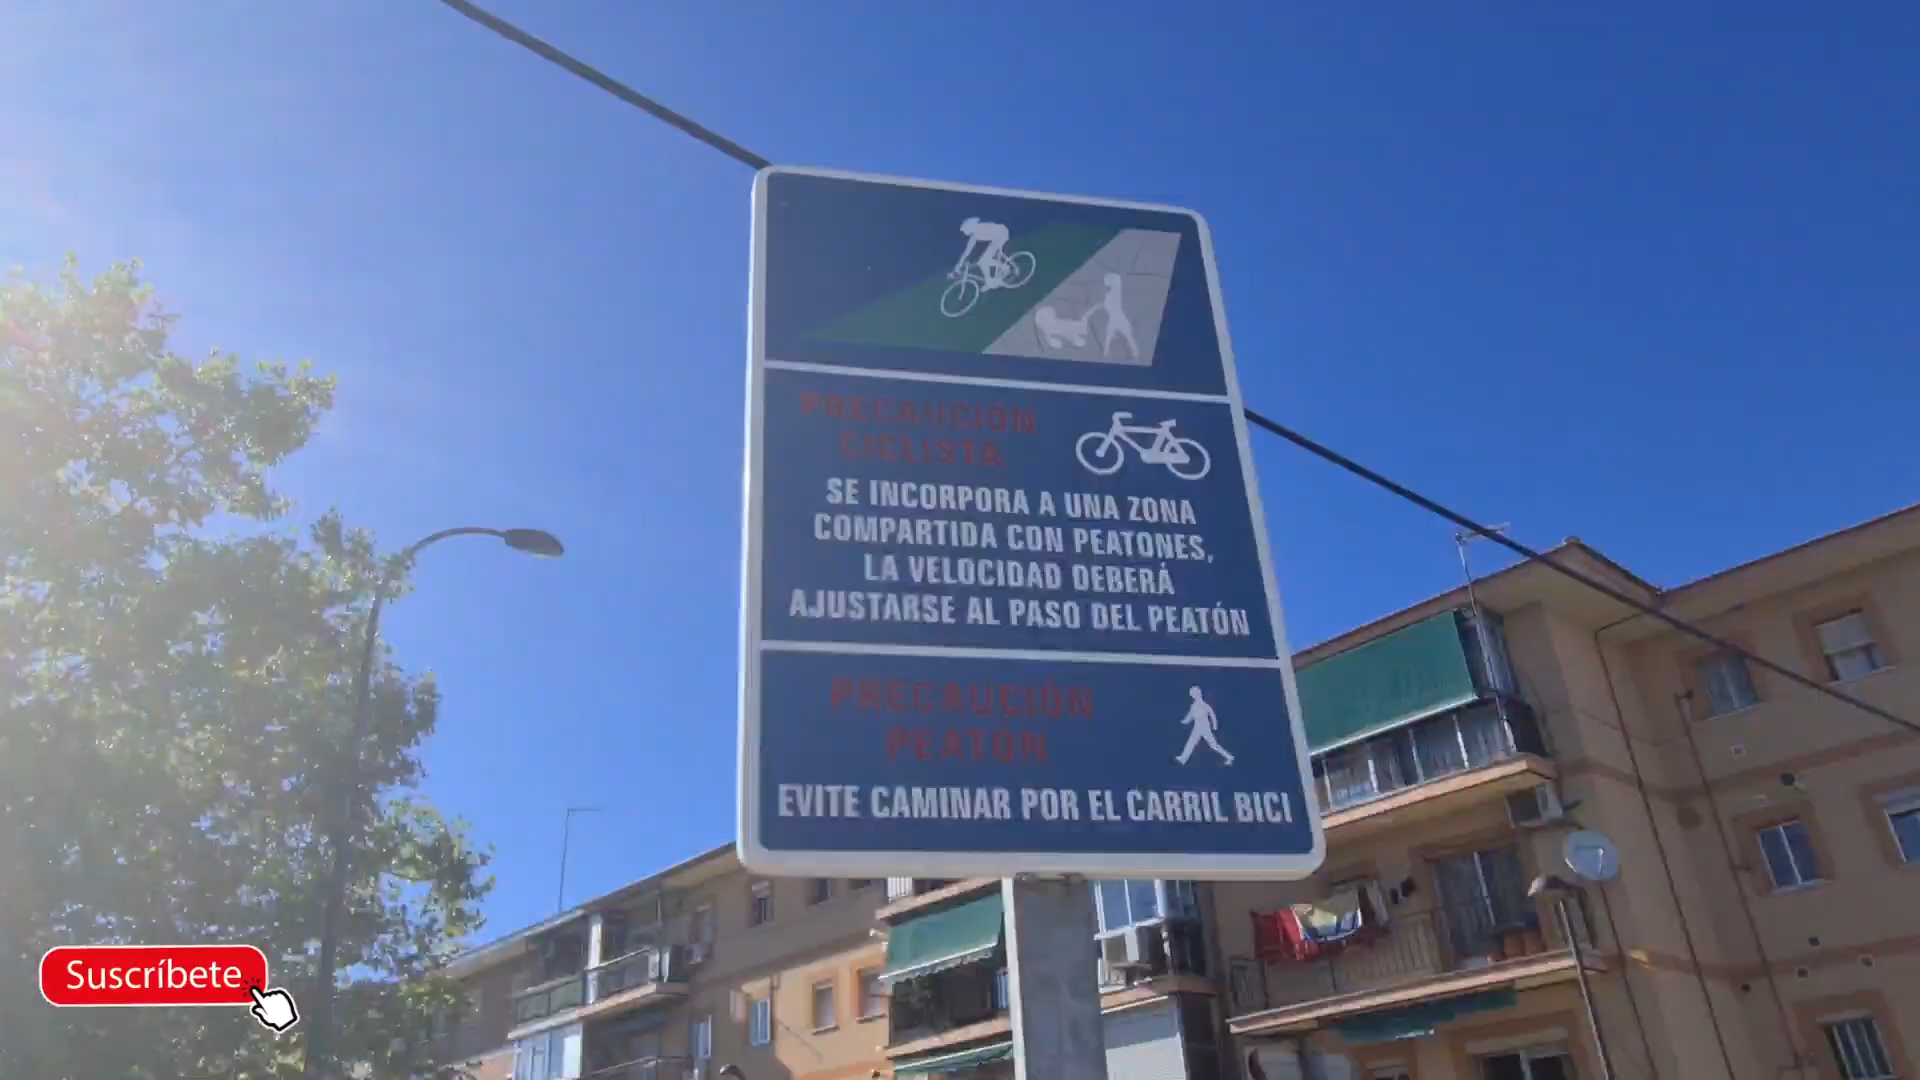 PRECAUCIÓN
CICLISTA
SE INCORPORA A UNA ZONA
COMPARTIDA CON PEATONES,
LA VELOCIDAD DEBERÁ
AJUSTARSE AL PASO DEL PEATÓN
PRECAUCIÓN
PEATÓN
EVITE CAMINAR POR EL CARRIL BICI
Suscríbete